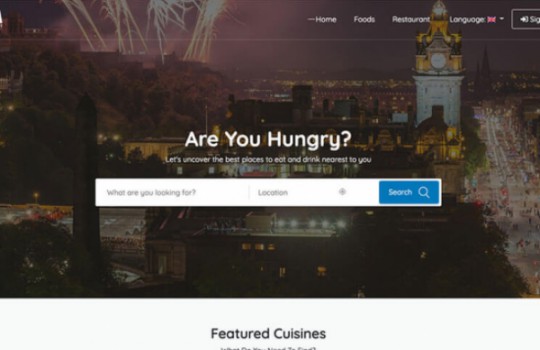 Home Foods Restaurant Language:
Are You Hungry?
Let's uncover the best places to eat and drink nearest to you
What are you looking for? Location Search
Featured Cuisines
What Do You Need To Find?